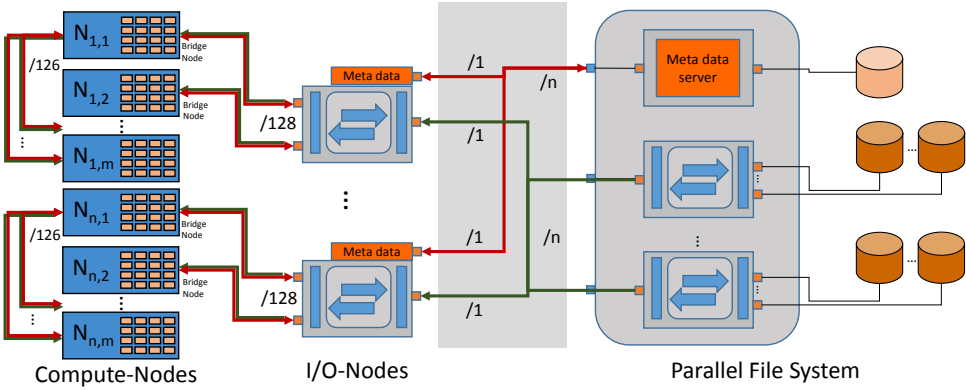 N1,1
Bridge
Node
/126
N1,2
Bridge
Node
...
...
N1,m
/128
Meta data
/1
/n
/1
Meta data
server
...
...
...
...
...
Nn,1
Bridge
Node
/126
Nn,2
Bridge
Node
...
...
Nn,m
/128
Meta data
/1
/n
/1
...
...
...
Compute-Nodes
I/O-Nodes
Parallel File System